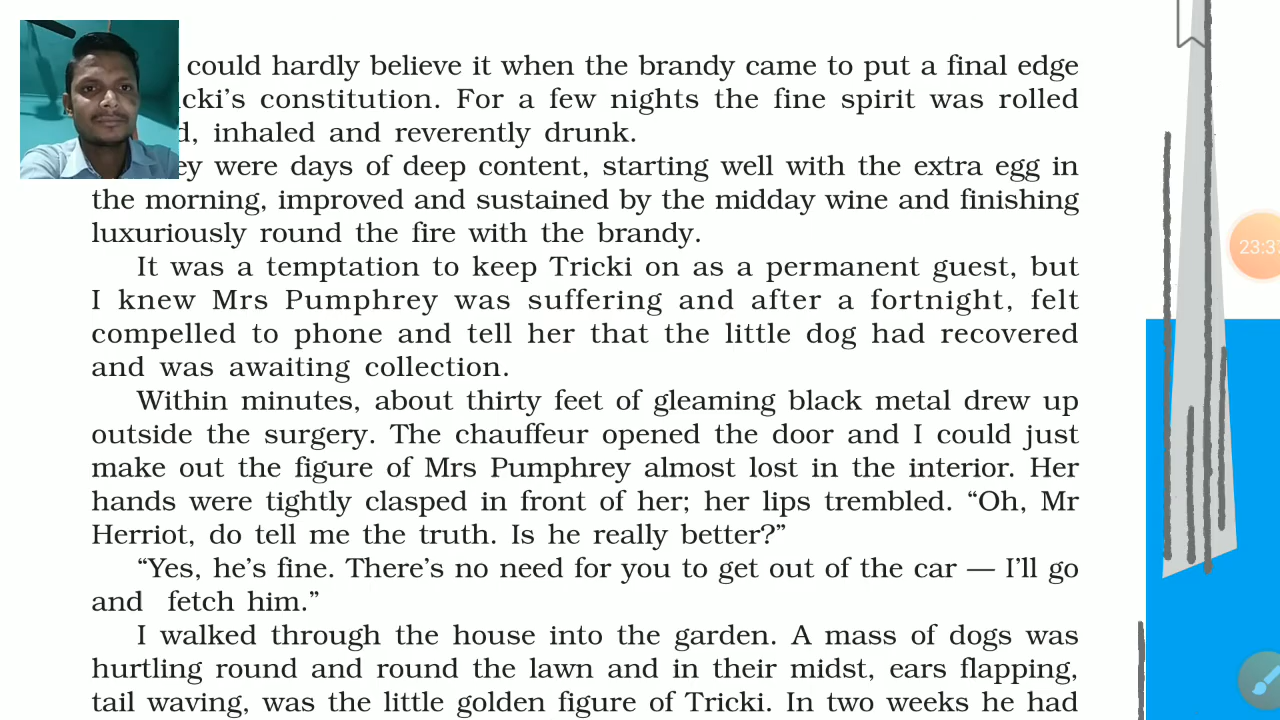 could hardly believe it when the brandy came to put a final edge
icki's constitution. For a few nights the fine spirit was rolled
d, inhaled and reverently drunk.
ey were days of deep content, starting well with the extra egg in
the morning, improved and sustained by the midday wine and finishing
luxuriously round the fire with the brandy.
It was a temptation to keep Tricki on as a permanent guest, but
I knew Mrs Pumphrey was suffering and after a fortnight, felt
compelled to phone and tell her that the little dog had recovered
and was awaiting collection.
Within minutes, about thirty feet of gleaming black metal drew up
outside the surgery. The chauffeur opened the door and I could just
make out the figure of Mrs Pumphrey almost lost in the interior. Her
hands were tightly clasped in front of her; her lips trembled. “Oh, Mr
Herriot, do tell me the truth. Is he really better?”
“Yes, he's fine. There's no need for you to get out of the car — I'll go
and fetch him.”
I walked through the house into the garden. A mass of dogs was
hurtling round and round the lawn and in their midst, ears flapping,
tail waving, was the little golden figure of Tricki. In two weeks he had